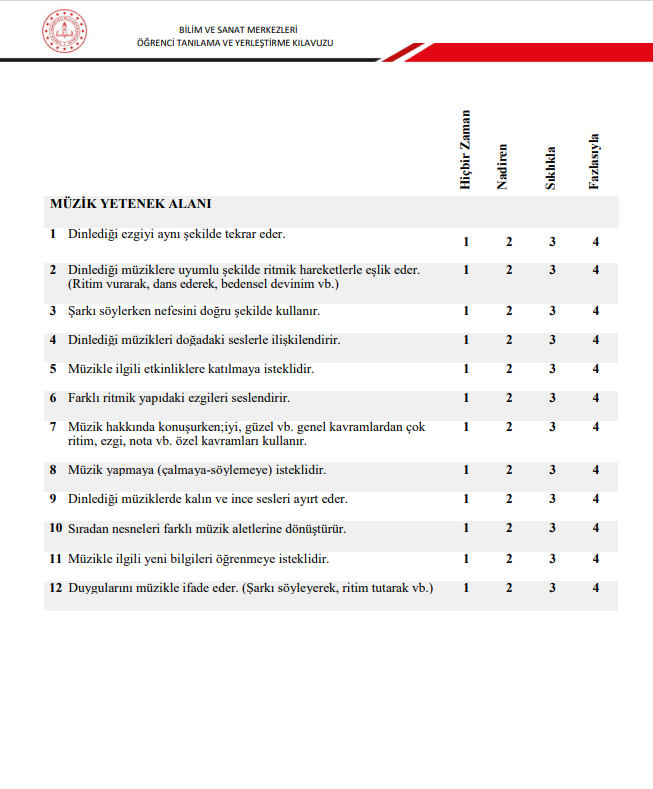 BİLİM VE SANAT MERKEZLERİ
ÖĞRENCİ TANILAMA VE YERLEŞTİRME KILAVUZU
Hiçbir Zaman
Nadiren
Sıklıkla
Fazlasıyla
MÜZİK YETENEK ALANI
1 Dinlediği ezgiyi aynı şekilde tekrar eder. 1 2 3 4
2 Dinlediği müziklere uyumlu şekilde ritmik hareketlerle eşlik eder. 1 2 3 4
(Ritim vurarak, dans ederek, bedensel devinim vb.)
3 Şarkı söylerken nefesini doğru şekilde kullanır. 1 2 3 4
4 Dinlediği müzikleri doğadaki seslerle ilişkilendirir. 1 2 3 4
5 Müzikle ilgili etkinliklere katılmaya isteklidir. 1 2 3 4
6 Farklı ritmik yapıdaki ezgileri seslendirir. 1 2 3 4
7 Müzik hakkında konuşurken;iyi, güzel vb. genel kavramlardan çok 1 2 3 4
ritim, ezgi, nota vb. özel kavramları kullanır.
8 Müzik yapmaya (çalmaya-söylemeye) isteklidir. 1 2 3 4
9 Dinlediği müziklerde kalın ve ince sesleri ayırt eder. 1 2 3 4
10 Sıradan nesneleri farklı müzik aletlerine dönüştürür. 1 2 3 4
11 Müzikle ilgili yeni bilgileri öğrenmeye isteklidir. 1 2 3 4
12 Duygularını müzikle ifade eder. (Şarkı söyleyerek, ritim tutarak vb.) 1 2 3 4